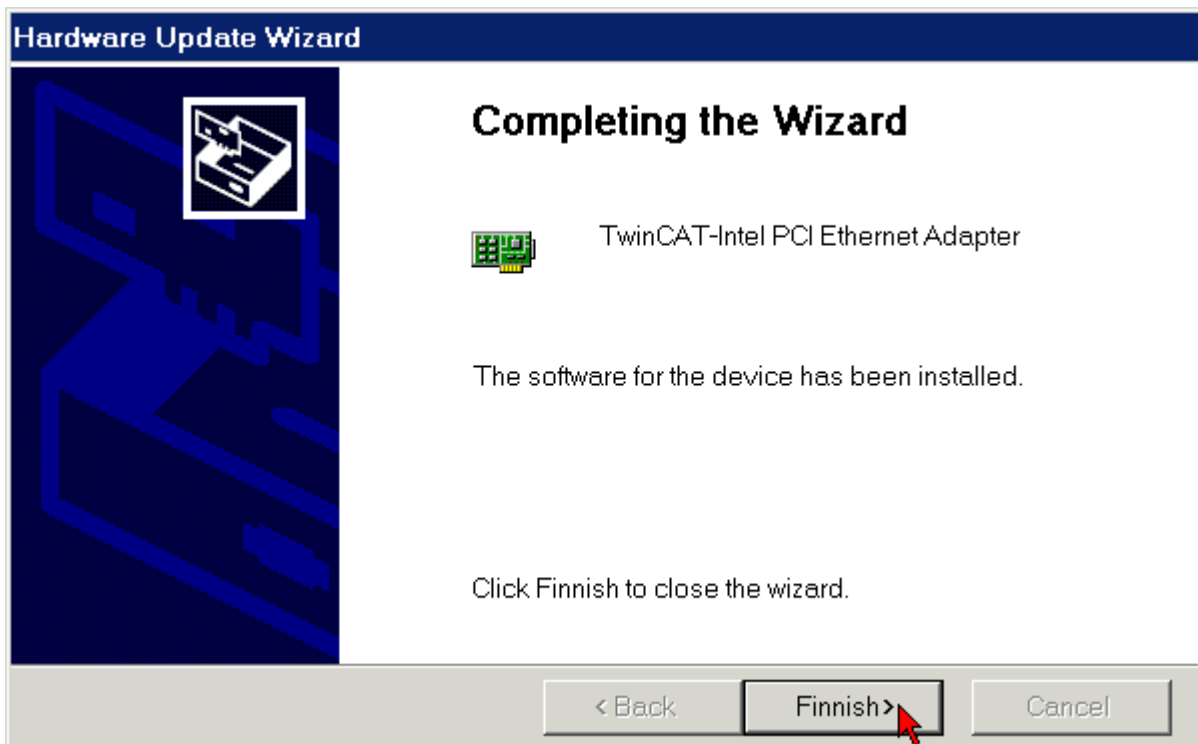 Hardware Update Wizard
Completing the Wizard
TwinCAT-Intel PCI Ethernet Adapter
The software for the device has been installed.
Click Finnish to close the wizard.
< Back
Finnish>
Cancel